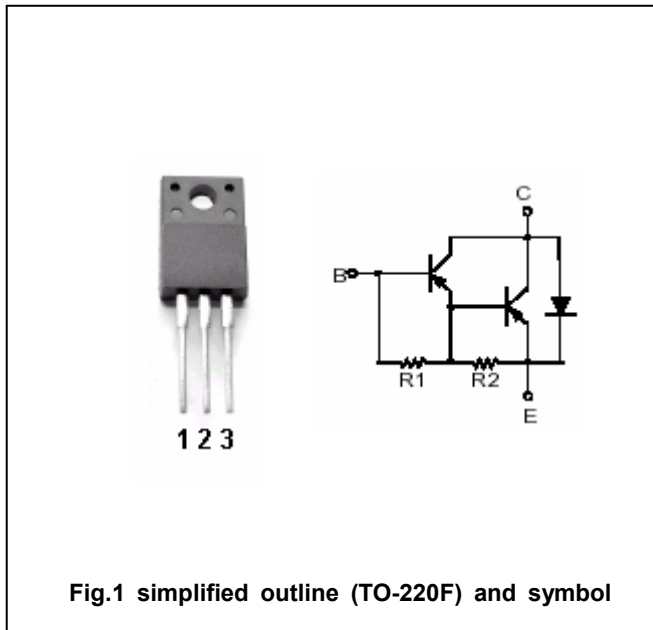 C
B
R1 R2
E
1 2 3
Fig.1 simplified outline (TO-220F) and symbol